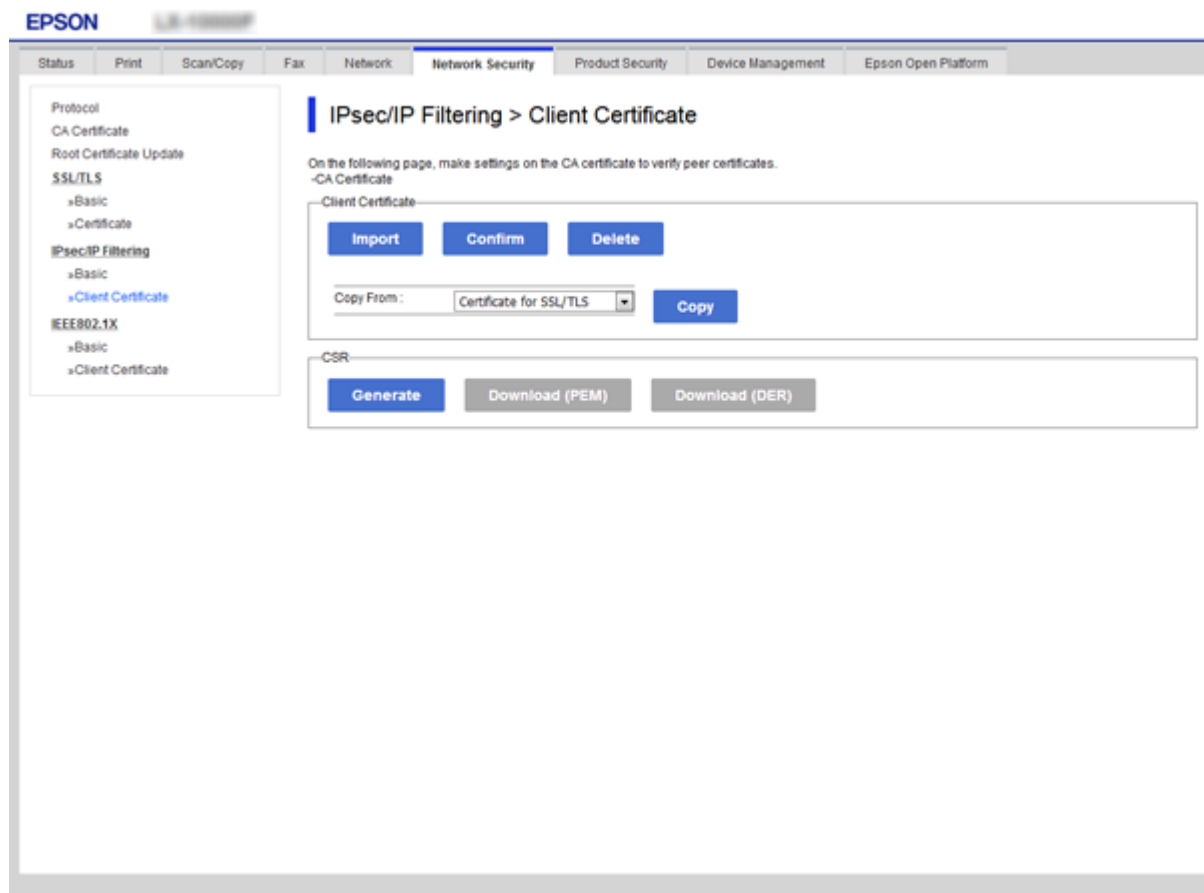 EPSON
Status Print Scan/Copy Fax Network Network Security Product Security Device Management Epson Open Platform
Protocol
CA Certificate
Root Certificate Update
SSL/TLS
»Basic
»Certificate
IPsec/IP Filtering
»Basic
»Client Certificate
IEEE802.1X
»Basic
»Client Certificate
IPsec/IP Filtering > Client Certificate
On the following page, make settings on the CA certificate to verify peer certificates.
-CA Certificate
Client Certificate
Import Confirm Delete
Copy From : Certificate for SSL/TLS Copy
CSR
Generate Download (PEM) Download (DER)